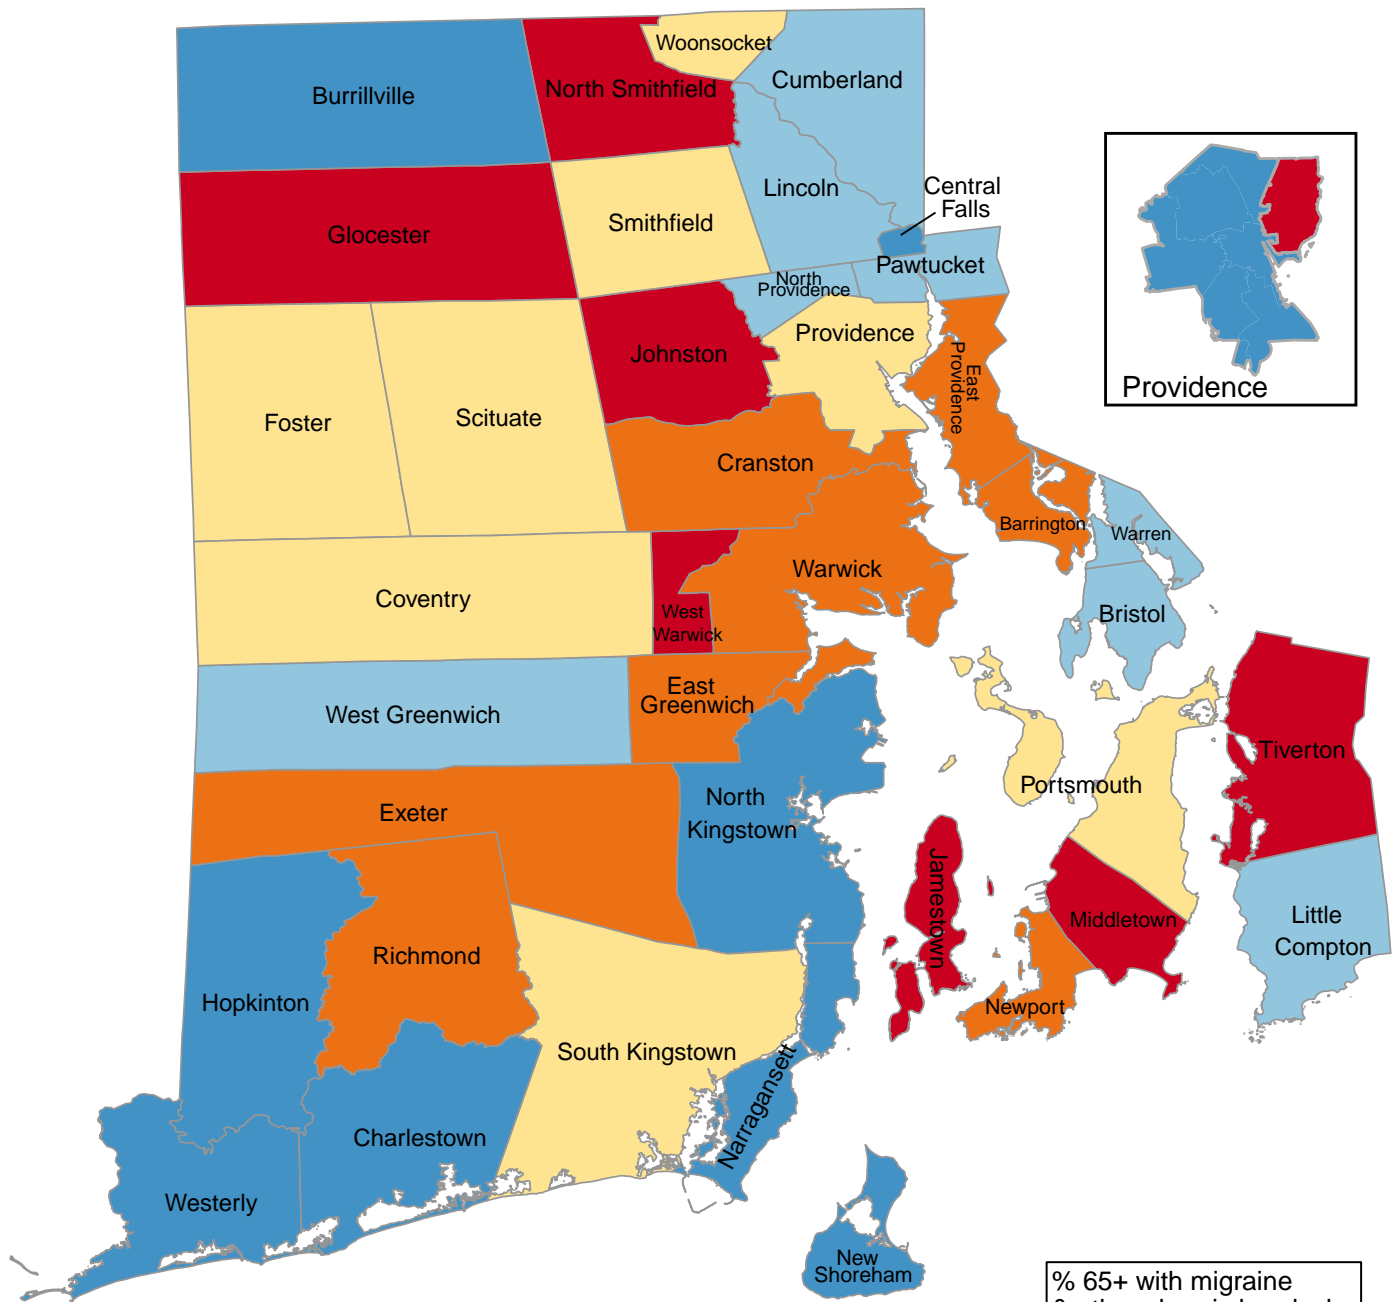 Woonsocket
Cumberland
Burrillville
North Smithfield
Central
Falls
Lincoln
Smithfield
Glocester
Pawtucket
North
Providence
Providence
Johnston
East
Providence
Providence
Foster
Scituate
Cranston
Barrington
Warren
Warwick
Coventry
West
Warwick
Bristol
East
Greenwich
West Greenwich
Tiverton
Portsmouth
North
Kingstown
Exeter
Jamestown
Middletown
Little
Compton
Richmond
Hopkinton
Newport
South Kingstown
Narragansett
Charlestown
Westerly
New
Shoreham
% 65+ with migraine